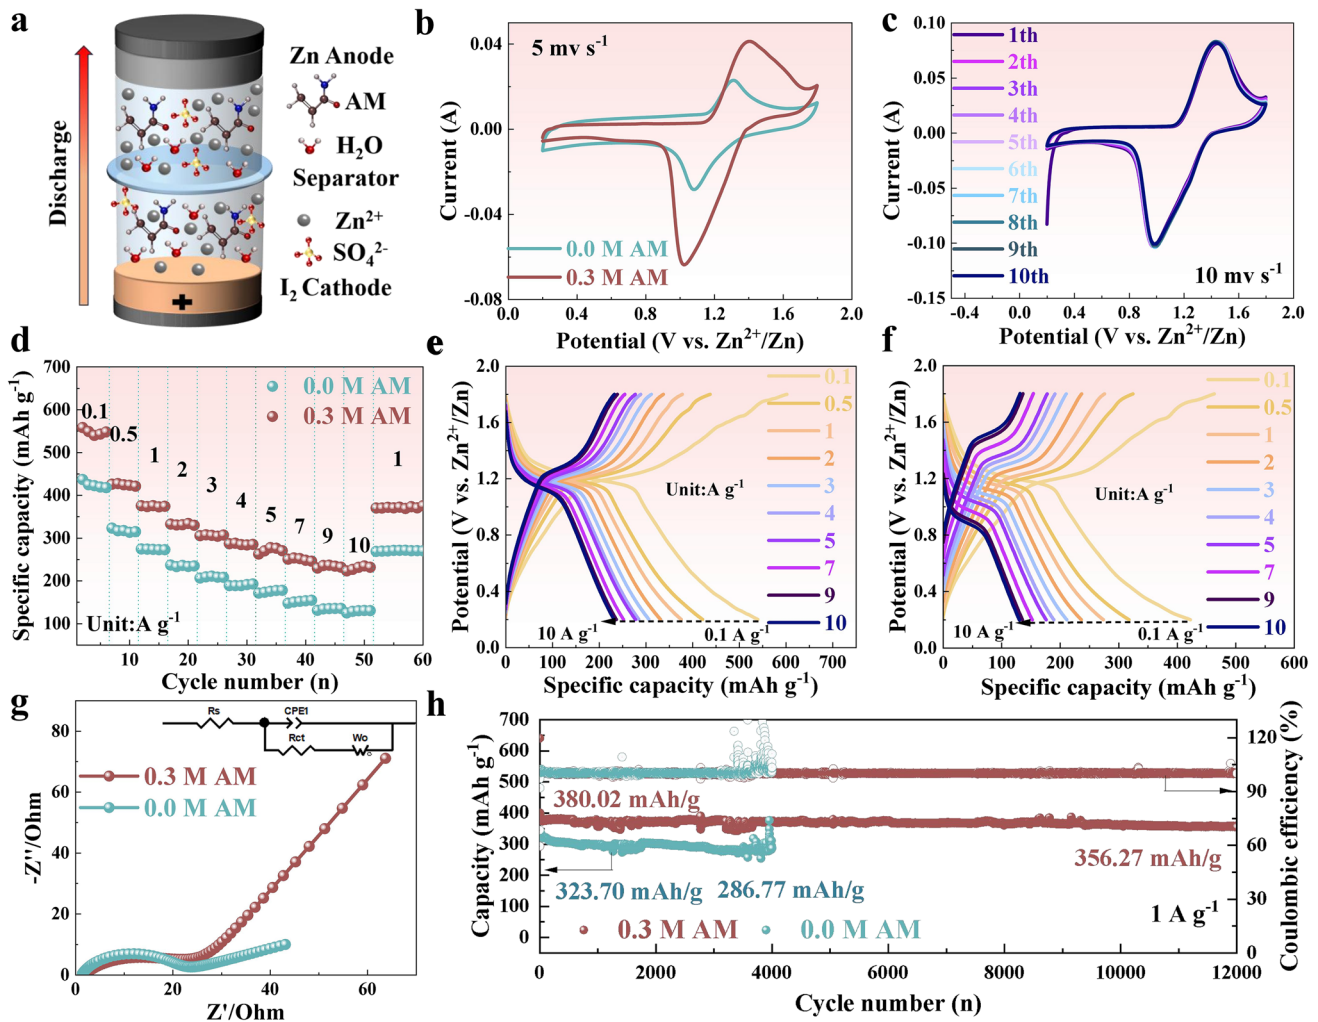 a
Discharge
Zn Anode
AM
H2O
Separator
Zn2+
SO42-
I2 Cathode
+
b
5 mv s-1
Current (A)
0.04
0.00
-0.04
-0.08
0.0 M AM
0.3 M AM
0.0 0.4 0.8 1.2 1.6 2.0
Potential (V vs. Zn2+/Zn)
c
Current (A)
0.10
0.05
0.00
-0.05
-0.10
-0.15
1th
2th
3th
4th
5th
6th
7th
8th
9th
10th
10 mv s-1
-0.4 0.0 0.4 0.8 1.2 1.6 2.0
Potential (V vs. Zn2+/Zn)
d
Specific capacity (mAh g-1)
700
600
500
400
300
200
100
0.0 M AM
0.3 M AM
0.1
0.5
1
2
3
4
5
7
9
10
1
Unit:A g-1
10 20 30 40 50 60
Cycle number (n)
e
Potential (V vs. Zn2+/Zn)
2.0
1.6
1.2
0.8
0.4
0.0
0.1
0.5
1
2
3
4
5
7
9
10
Unit:A g-1
10 A g-1
0.1 A g-1
0 100 200 300 400 500 600 700
Specific capacity (mAh g-1)
f
Potential (V vs. Zn2+/Zn)
2.0
1.6
1.2
0.8
0.4
0.0
0.1
0.5
1
2
3
4
5
7
9
10
Unit:A g-1
10 A g-1
0.1 A g-1
0 100 200 300 400 500 600
Specific capacity (mAh g-1)
g
-Z''/Ohm
80
60
40
20
0
Rs
CPE1
Rct
Wo
0.3 M AM
0.0 M AM
0 20 40 60
Z'/Ohm
h
Capacity (mAh g-1)
700
600
500
400
300
200
100
0
380.02 mAh/g
323.70 mAh/g
286.77 mAh/g
356.27 mAh/g
1 A g-1
0.3 M AM
0.0 M AM
120
90
60
30
0
Coulombic efficiency (%)
0 2000 4000 6000 8000 10000 12000
Cycle number (n)